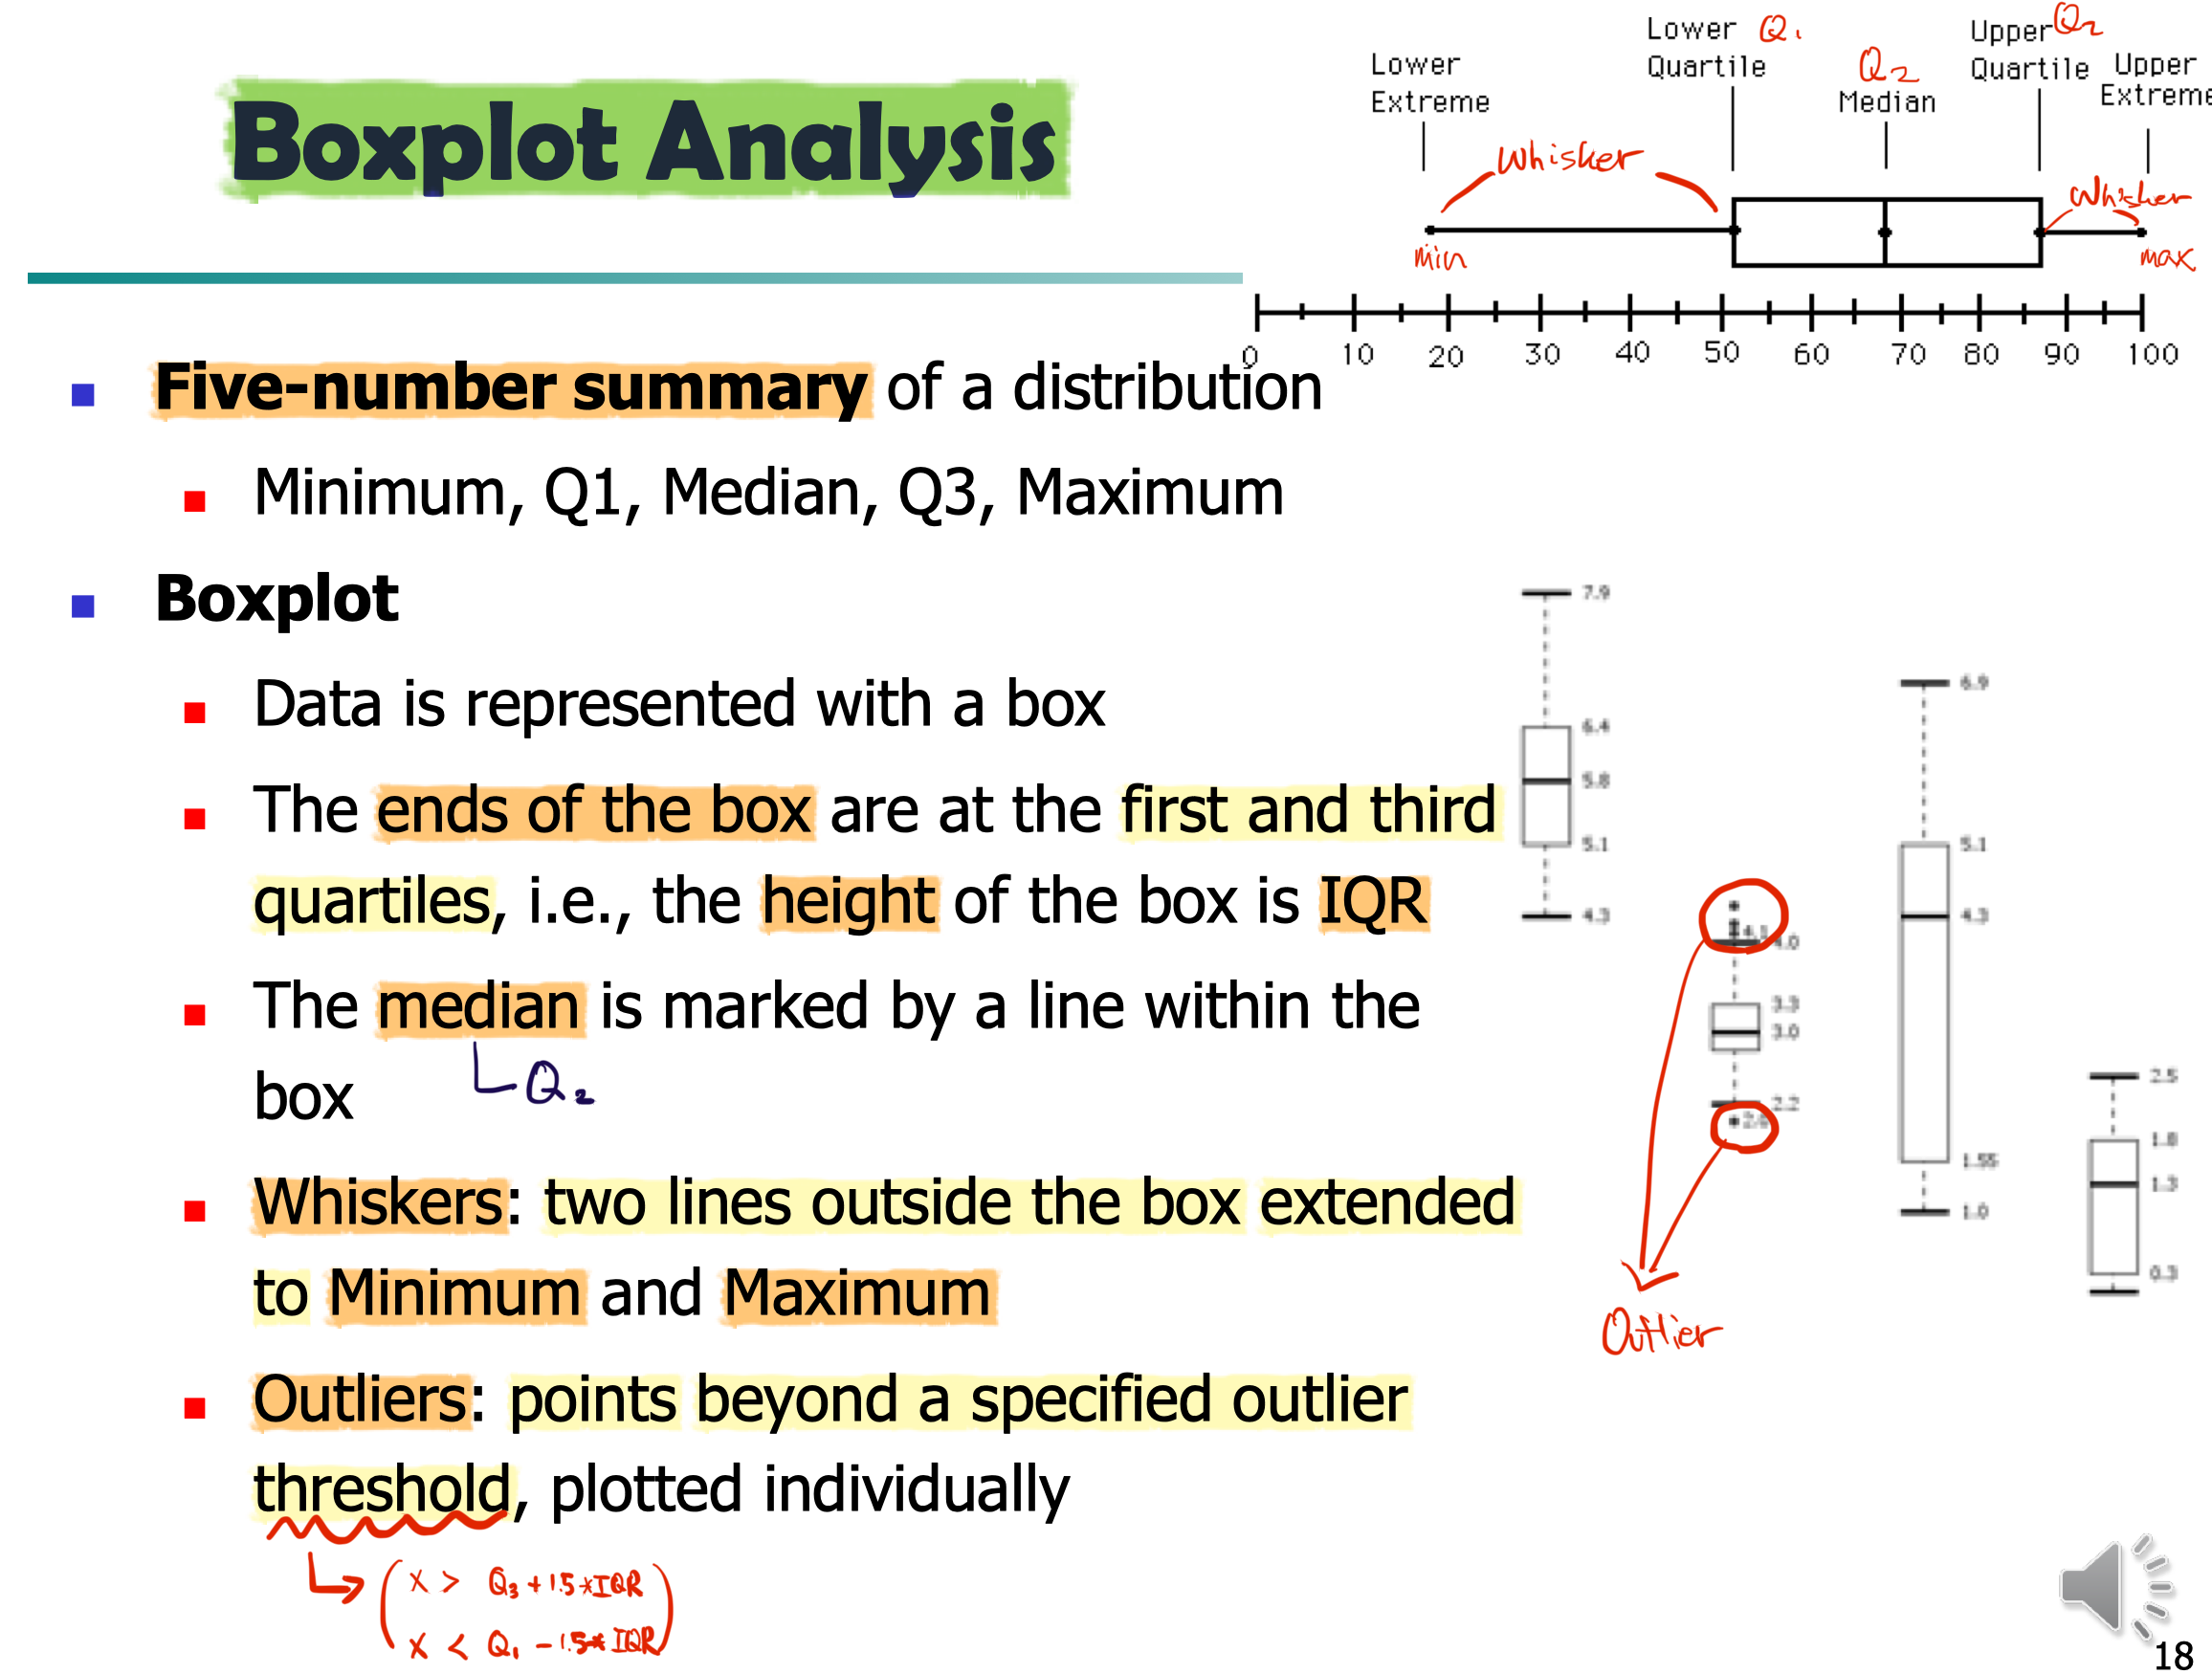 Boxplot Analysis
Lower Extreme
Lower Quartile Q1
Q2 Median
Upper Quartile Q2
Upper Extreme
Whisker
Whisker
min
max
0 10 20 30 40 50 60 70 80 90 100
Five-number summary of a distribution
Minimum, Q1, Median, Q3, Maximum
Boxplot
Data is represented with a box
The ends of the box are at the first and third
quartiles, i.e., the height of the box is IQR
The median is marked by a line within the
box
Q2
Whiskers: two lines outside the box extended
to Minimum and Maximum
Outliers: points beyond a specified outlier
threshold, plotted individually
X > Q3 + 1.5 * IQR
X < Q1 - 1.5 * IQR
7.9
6.4
5.8
5.1
4.3
4.1
4.0
3.3
3.0
2.2
2.0
6.9
5.1
4.3
1.55
1.0
2.5
1.8
1.3
0.3
Outlier
18